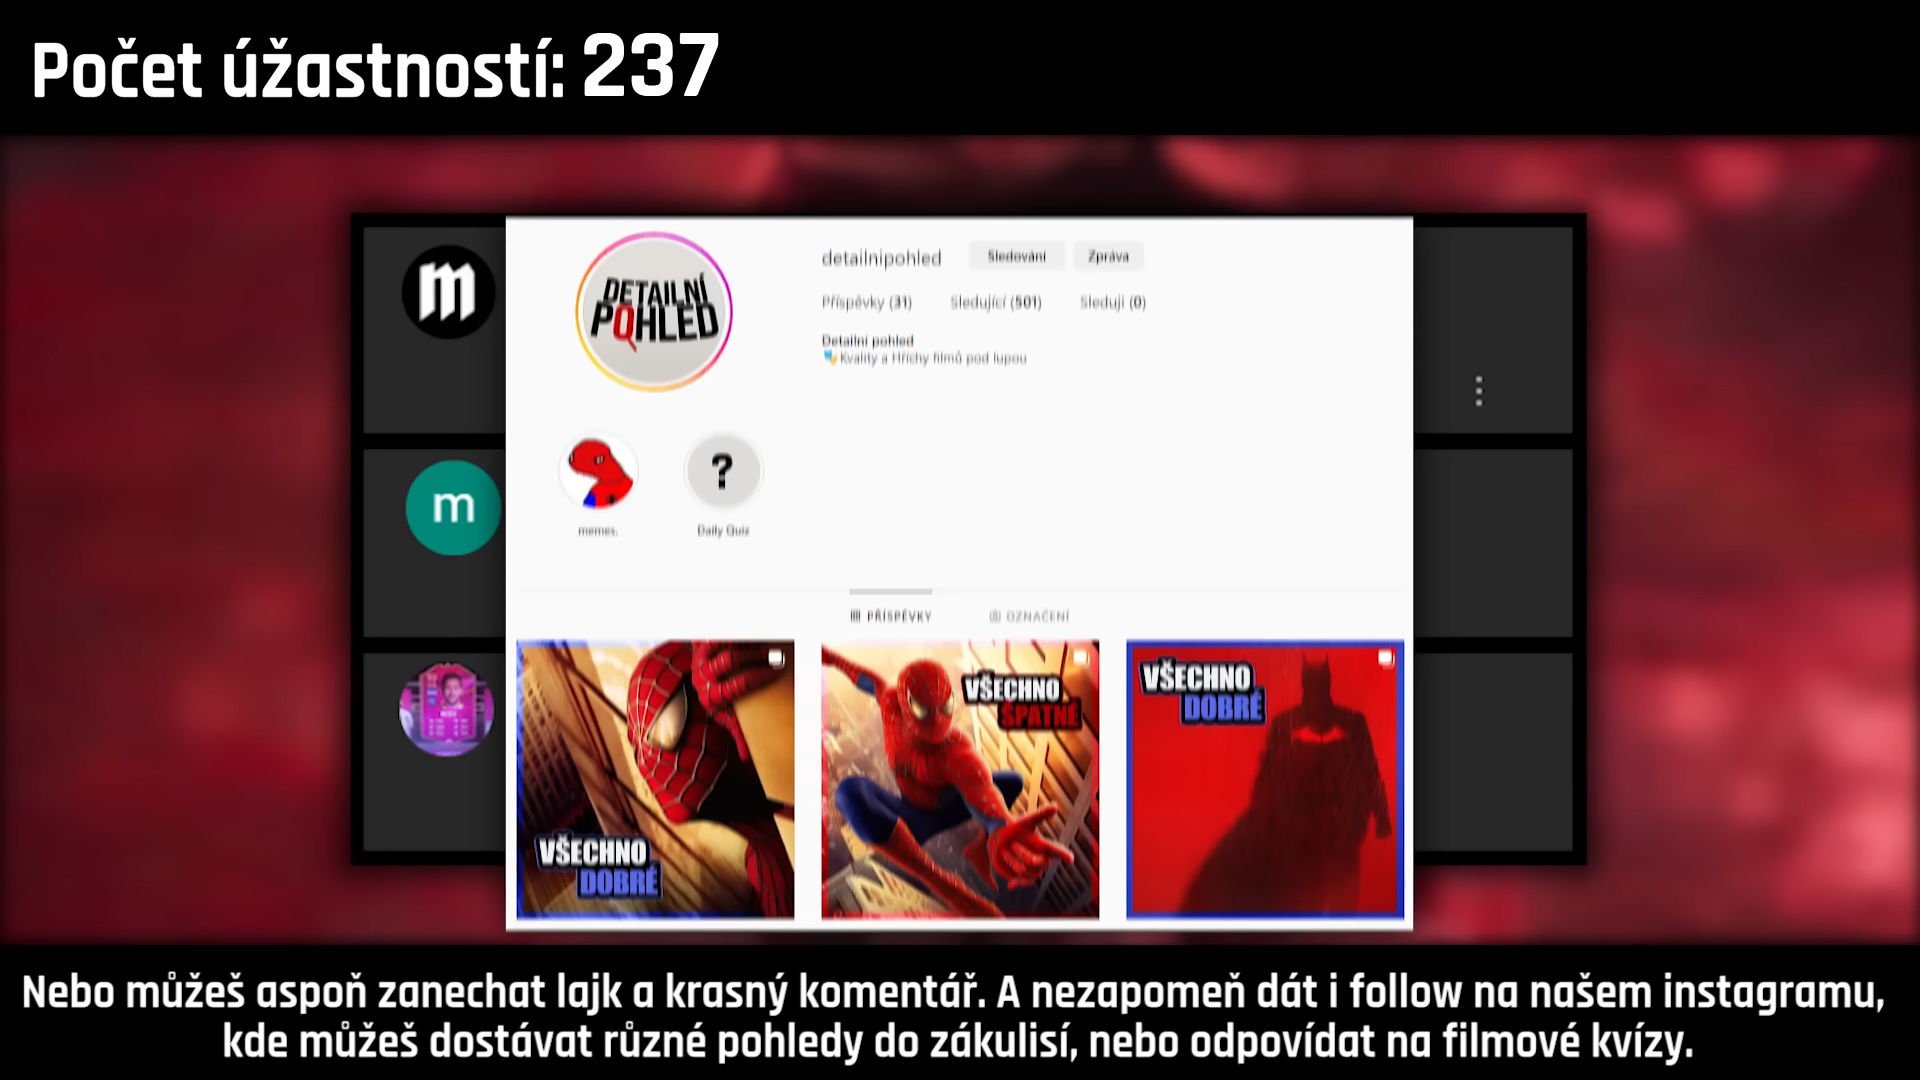 Počet úžastností: 237
m
m
DETAILNÍ
POHLED
detailnipohled
Sledování
Zpráva
Příspěvky (31)
Sledující (501)
Sleduji (0)
Detailní pohled
Kvality a Hříchy filmů pod lupou
?
memes.
Daily Quiz
PŘÍSPĚVKY
OZNAČENÍ
VŠECHNO
DOBRÉ
VŠECHNO
ŠPATNÉ
VŠECHNO
DOBRÉ
Nebo můžeš aspoň zanechat lajk a krasný komentář. A nezapomeň dát i follow na našem instagramu,
kde můžeš dostávat různé pohledy do zákulisí, nebo odpovídat na filmové kvízy.